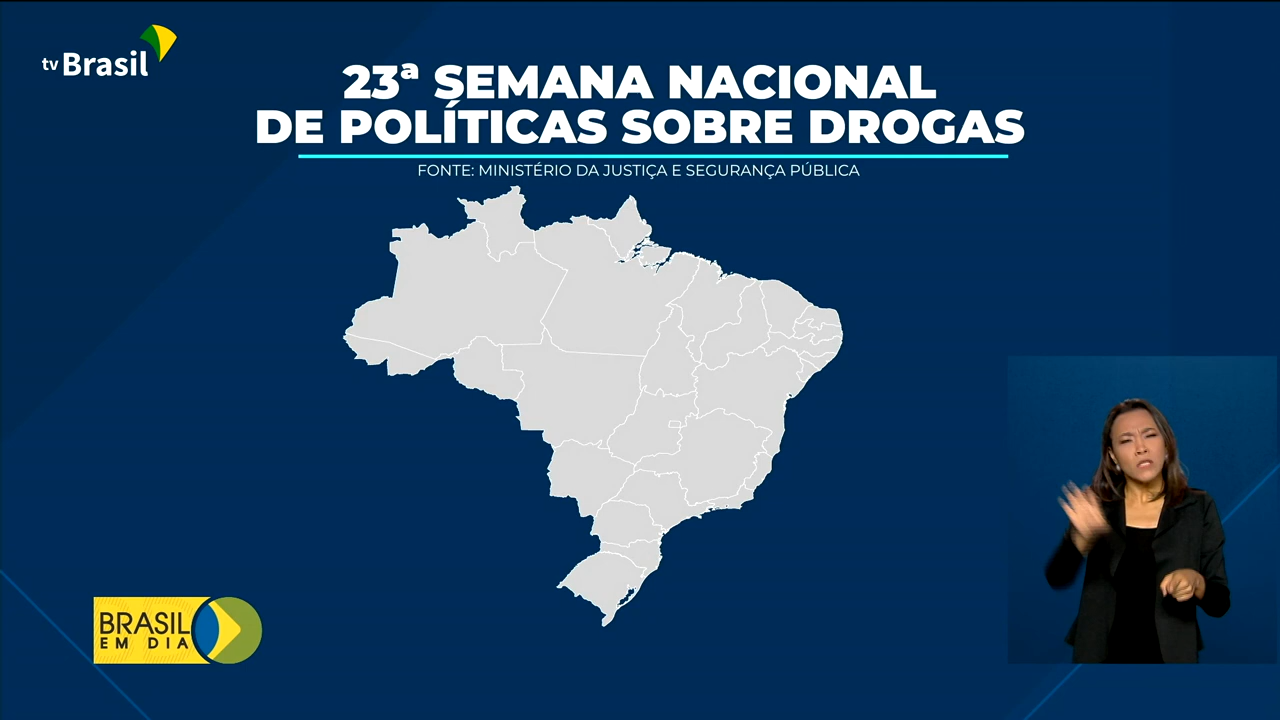 tv Brasil
23ª SEMANA NACIONAL
DE POLÍTICAS SOBRE DROGAS
FONTE: MINISTÉRIO DA JUSTIÇA E SEGURANÇA PÚBLICA
BRASIL
EM DIA